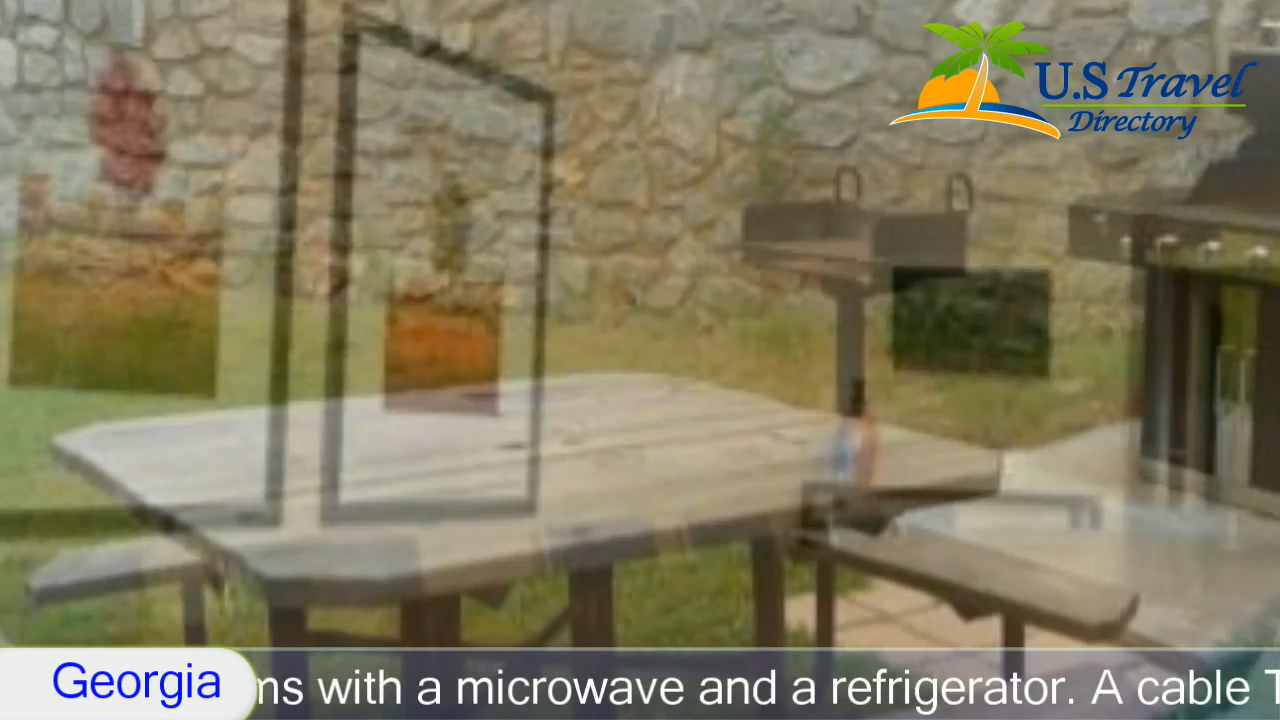 U.S Travel
Directory
Georgia
ms with a microwave and a refrigerator. A cable T